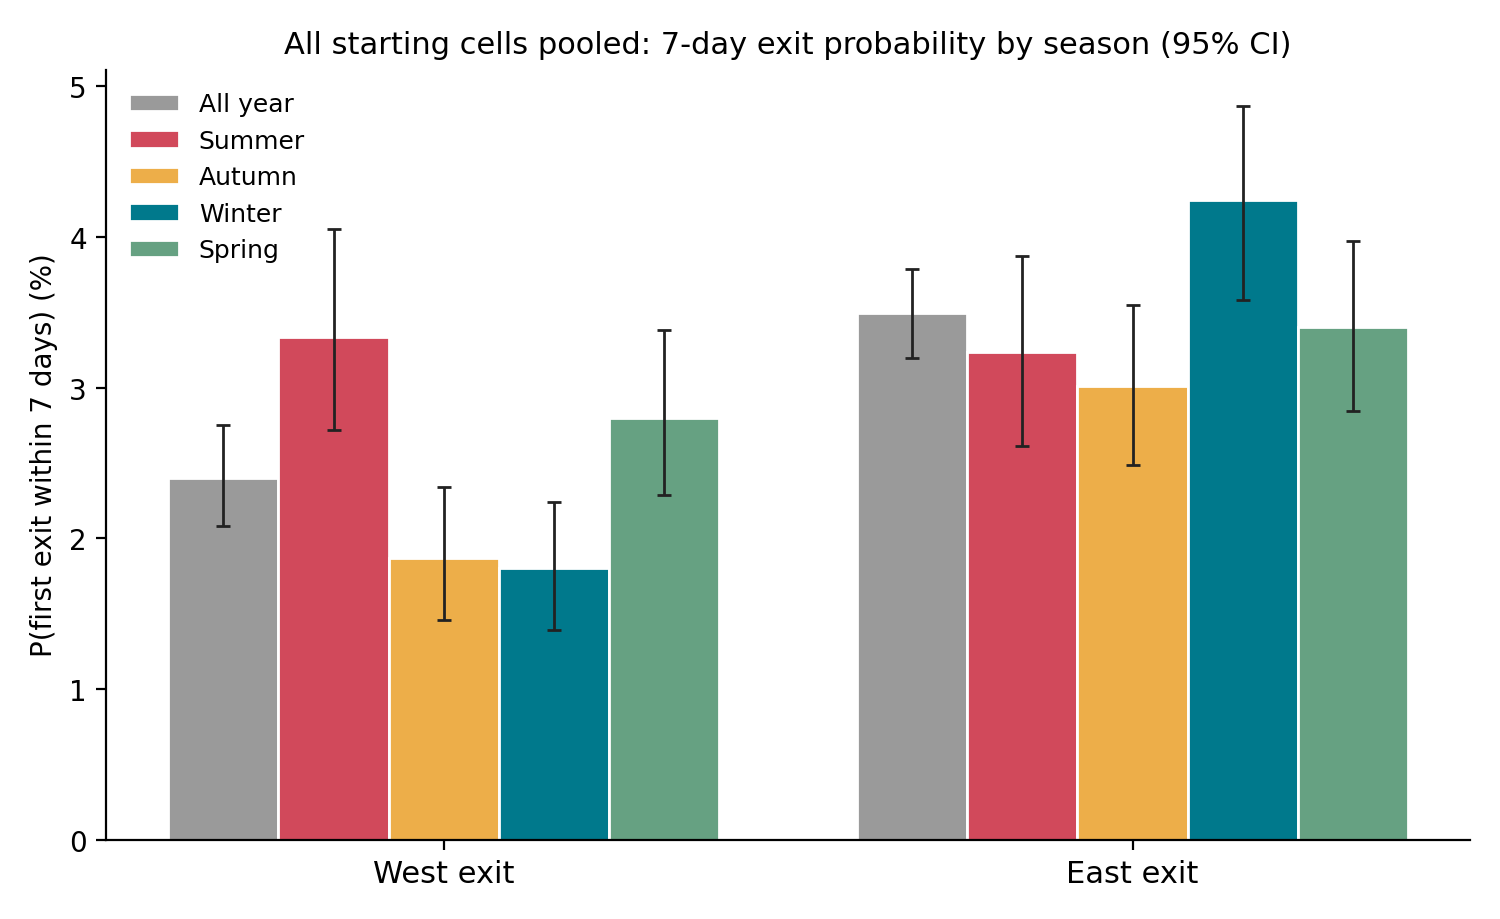 All starting cells pooled: 7-day exit probability by season (95% CI)
P(first exit within 7 days) (%)
5
4
3
2
1
0
All year
Summer
Autumn
Winter
Spring
West exit
East exit